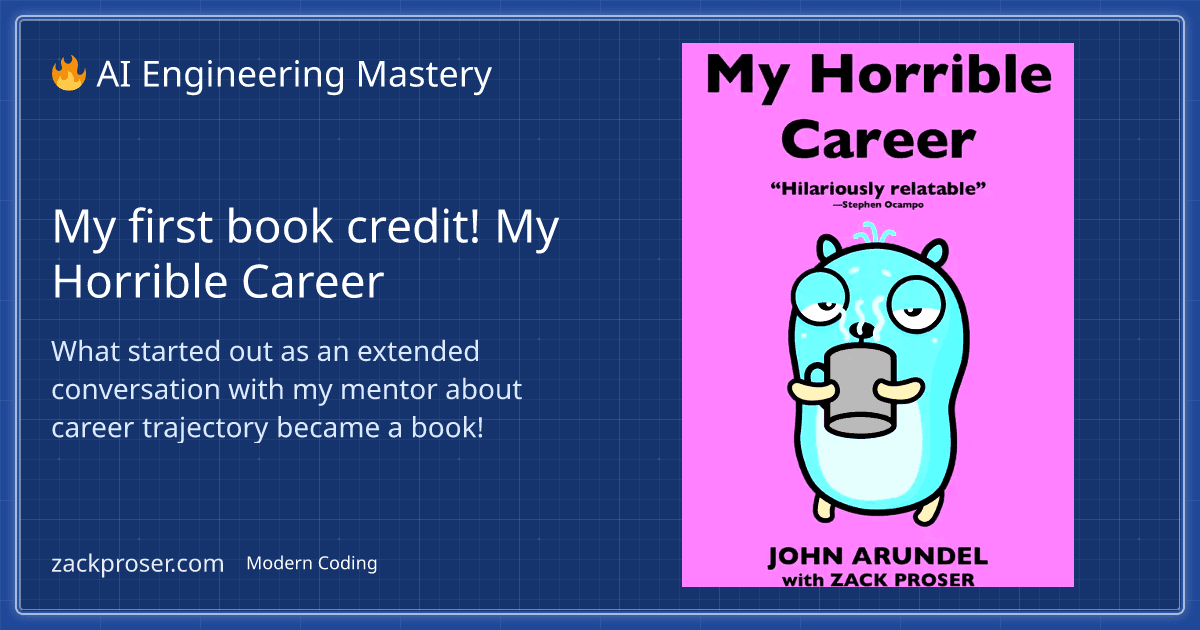 AI Engineering Mastery
My first book credit! My
Horrible Career
What started out as an extended
conversation with my mentor about
career trajectory became a book!
zackproser.com Modern Coding
My Horrible
Career
“Hilariously relatable”
—Stephen Ocampo
JOHN ARUNDEL
with ZACK PROSER